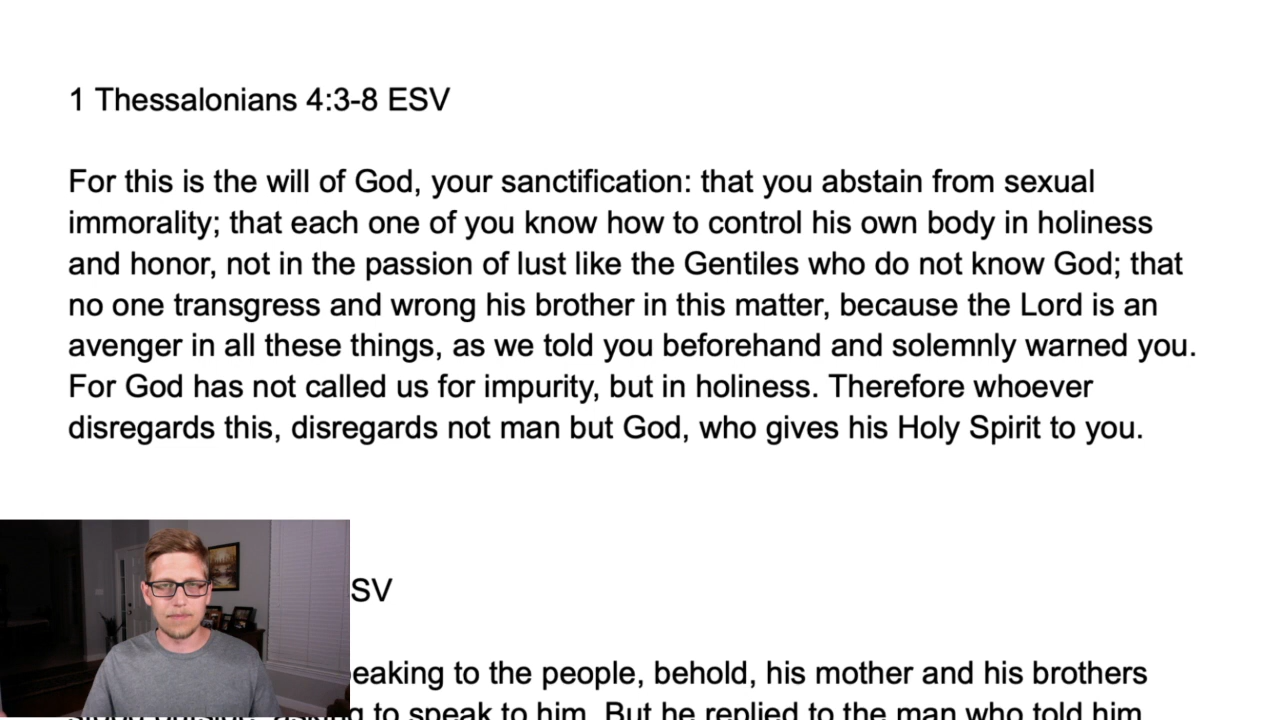 1 Thessalonians 4:3-8 ESV
For this is the will of God, your sanctification: that you abstain from sexual
immorality; that each one of you know how to control his own body in holiness
and honor, not in the passion of lust like the Gentiles who do not know God; that
no one transgress and wrong his brother in this matter, because the Lord is an
avenger in all these things, as we told you beforehand and solemnly warned you.
For God has not called us for impurity, but in holiness. Therefore whoever
disregards this, disregards not man but God, who gives his Holy Spirit to you.
SV
eaking to the people, behold, his mother and his brothers
to speak to him. But he replied to the man who told him